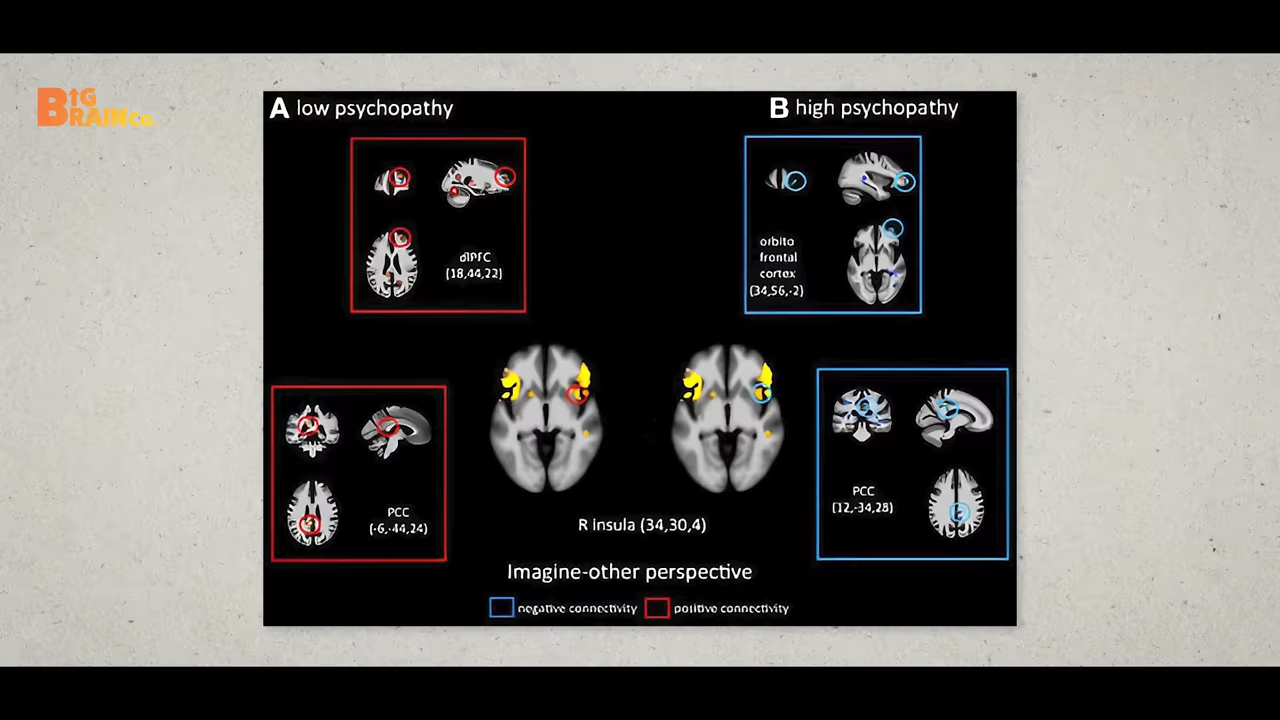 BIG
BRAIN CO.
A low psychopathy
B high psychopathy
dlPFC
(18,44,22)
orbito
frontal
cortex
(34,56,-2)
PCC
(-6,-44,24)
PCC
(12,-34,28)
R Insula (34,30,4)
Imagine-other perspective
negative connectivity
positive connectivity